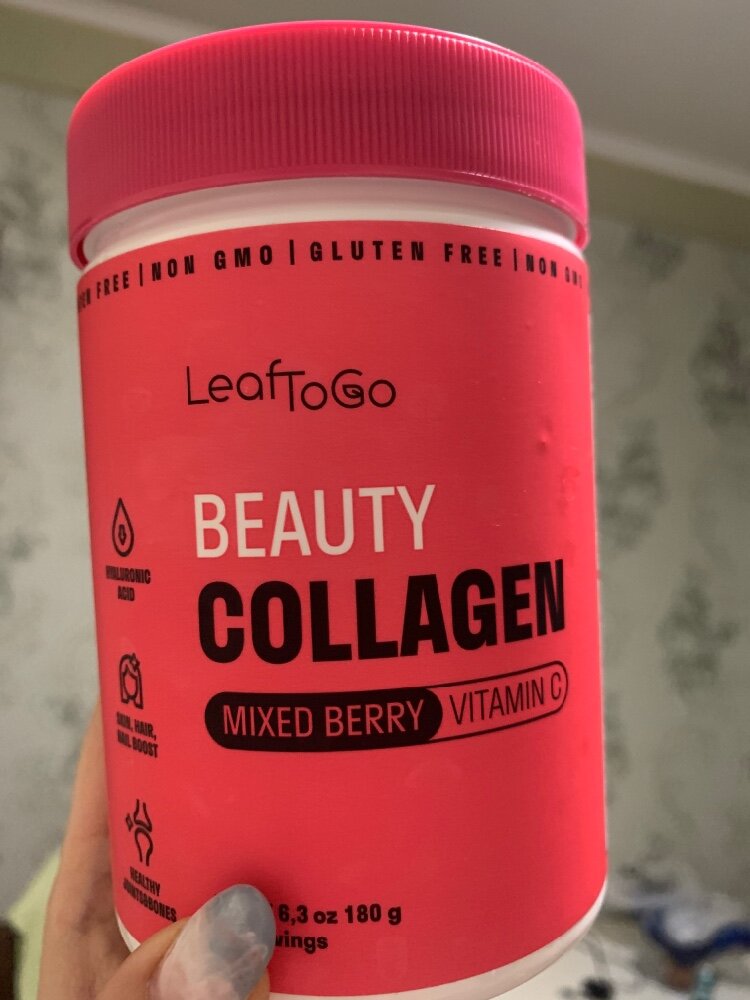 FREE | NON GMO | GLUTEN FREE | NON GMO
LeafToGo
BEAUTY
COLLAGEN
MIXED BERRY VITAMIN C
HYALURONIC
ACID
SKIN, HAIR,
NAIL BOOST
HEALTHY
JOINTS&BONES
6,3 oz 180 g